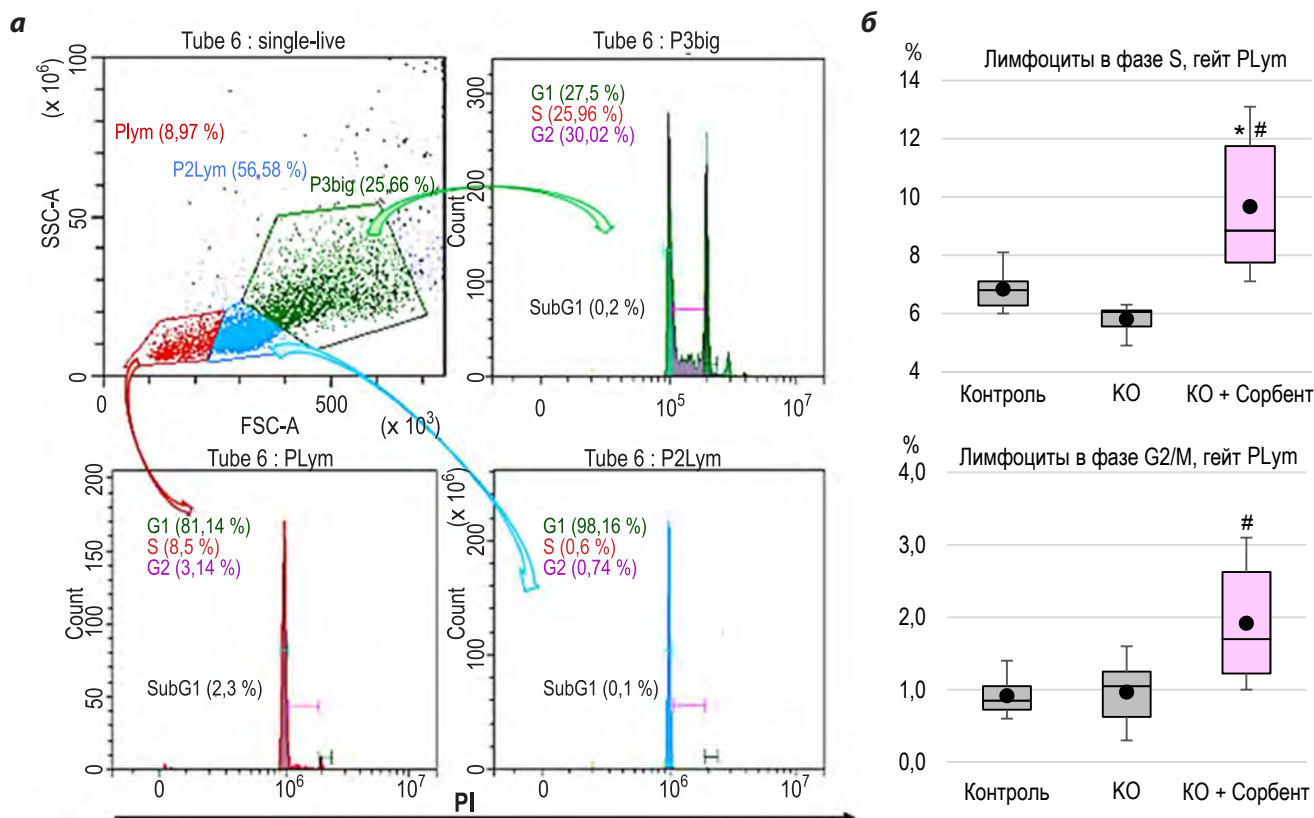 а
Tube 6 : single-live
100
50
0
SSC-A
(x 10⁶)
Plym (8,97 %)
P2Lym (56,58 %)
P3big (25,66 %)
0
500
FSC-A
(x 10³)
Tube 6 : P3big
300
200
100
0
Count
G1 (27,5 %)
S (25,96 %)
G2 (30,02 %)
SubG1 (0,2 %)
0
10⁵
10⁷
Tube 6 : PLym
200
150
100
50
0
Count
G1 (81,14 %)
S (8,5 %)
G2 (3,14 %)
SubG1 (2,3 %)
0
10⁶
10⁷
Tube 6 : P2Lym
(x 10⁶)
200
100
0
Count
G1 (98,16 %)
S (0,6 %)
G2 (0,74 %)
SubG1 (0,1 %)
0
10⁶
10⁷
PI
б
%
Лимфоциты в фазе S, гейт PLym
14
12
10
8
6
4
* #
Контроль
КО
КО + Сорбент
%
Лимфоциты в фазе G2/M, гейт PLym
4,0
3,0
2,0
1,0
0,0
#
Контроль
КО
КО + Сорбент